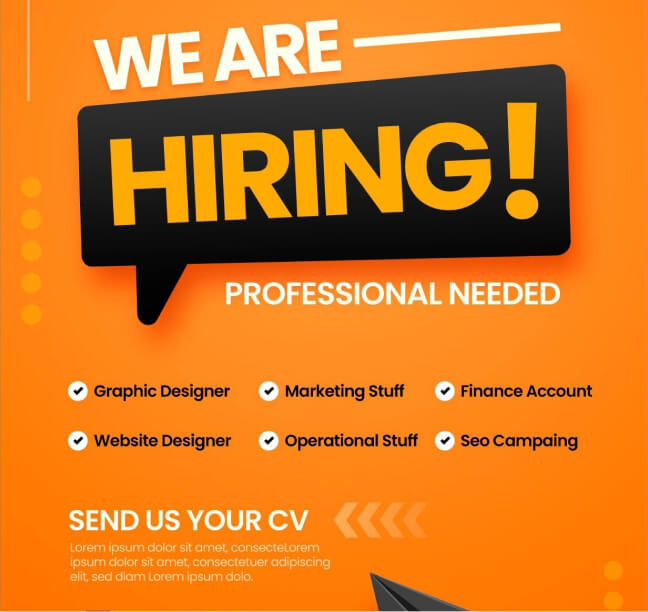 WE ARE
HIRING!
PROFESSIONAL NEEDED
Graphic Designer
Marketing Stuff
Finance Account
Website Designer
Operational Stuff
Seo Campaing
SEND US YOUR CV
Lorem ipsum dolor sit amet, consecteLorem
ipsum dolor sit amet, consectetuer adipiscing
elit, sed diam Lorem ipsum dolo.